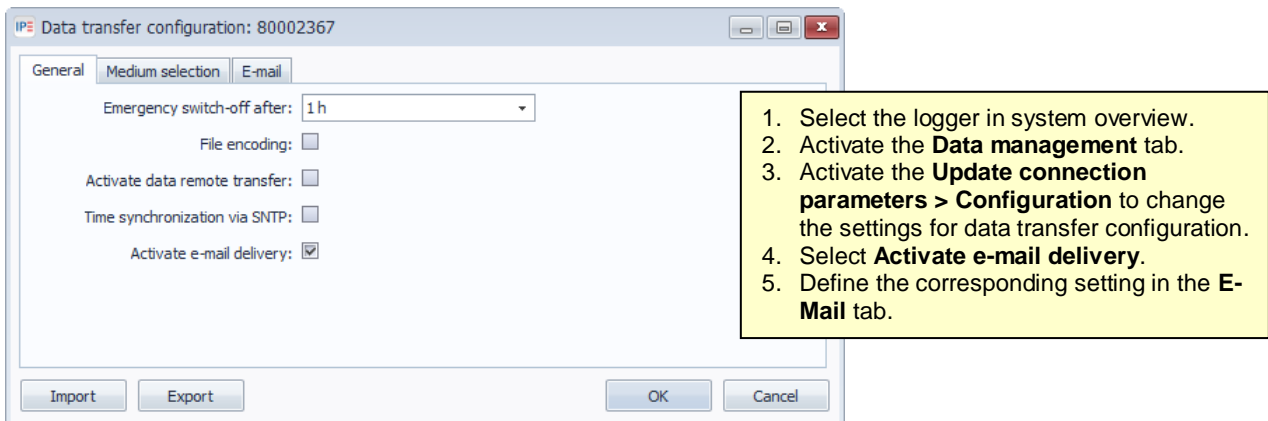 IPE Data transfer configuration: 80002367
General Medium selection E-mail
Emergency switch-off after: 1 h
File encoding:
Activate data remote transfer:
Time synchronization via SNTP:
Activate e-mail delivery:
Import Export OK Cancel
1. Select the logger in system overview.
2. Activate the Data management tab.
3. Activate the Update connection
parameters > Configuration to change
the settings for data transfer configuration.
4. Select Activate e-mail delivery.
5. Define the corresponding setting in the E-
Mail tab.